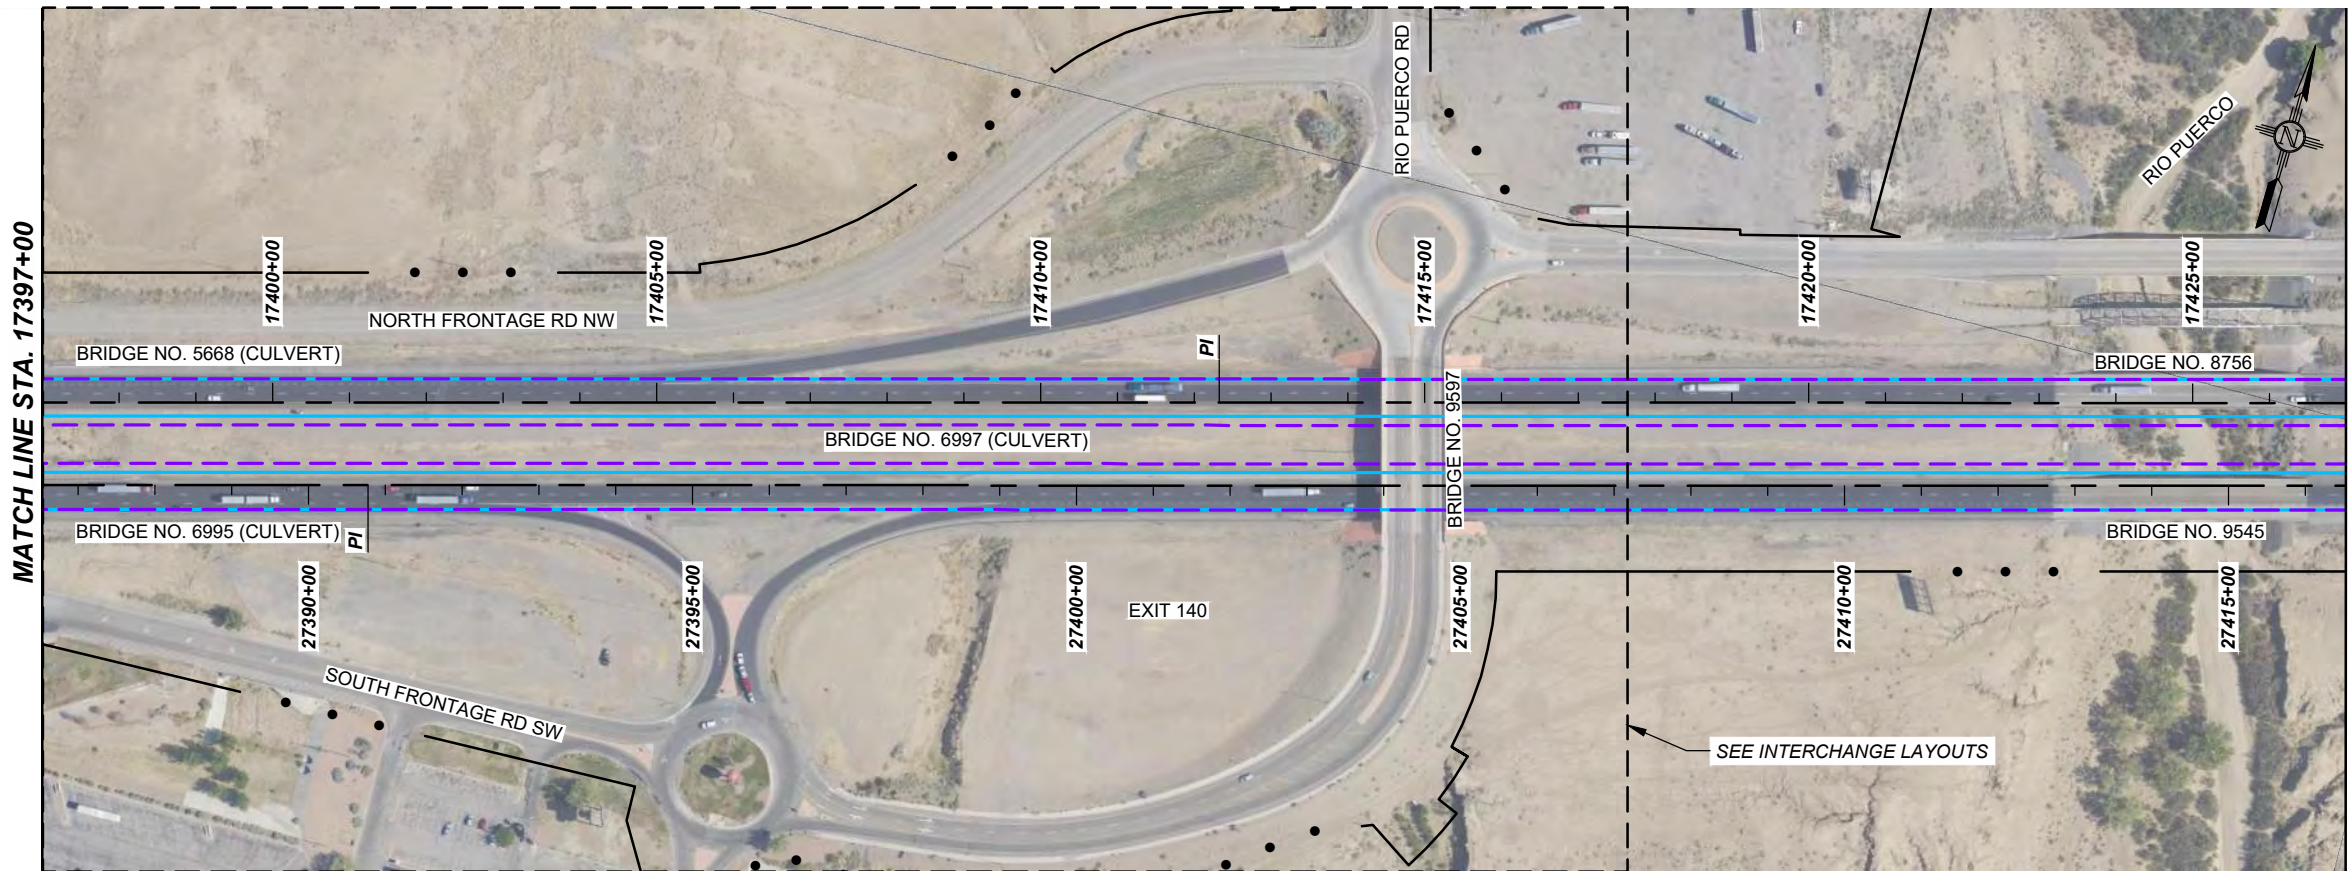 MATCH LINE STA. 17397+00
RIO PUERCO RD
RIO PUERCO
N
17400+00
17405+00
17410+00
17415+00
17420+00
17425+00
NORTH FRONTAGE RD NW
BRIDGE NO. 5668 (CULVERT)
PI
BRIDGE NO. 8756
BRIDGE NO. 9597
BRIDGE NO. 6997 (CULVERT)
BRIDGE NO. 6995 (CULVERT)
PI
BRIDGE NO. 9545
27390+00
27395+00
27400+00
27405+00
27410+00
27415+00
EXIT 140
SOUTH FRONTAGE RD SW
SEE INTERCHANGE LAYOUTS